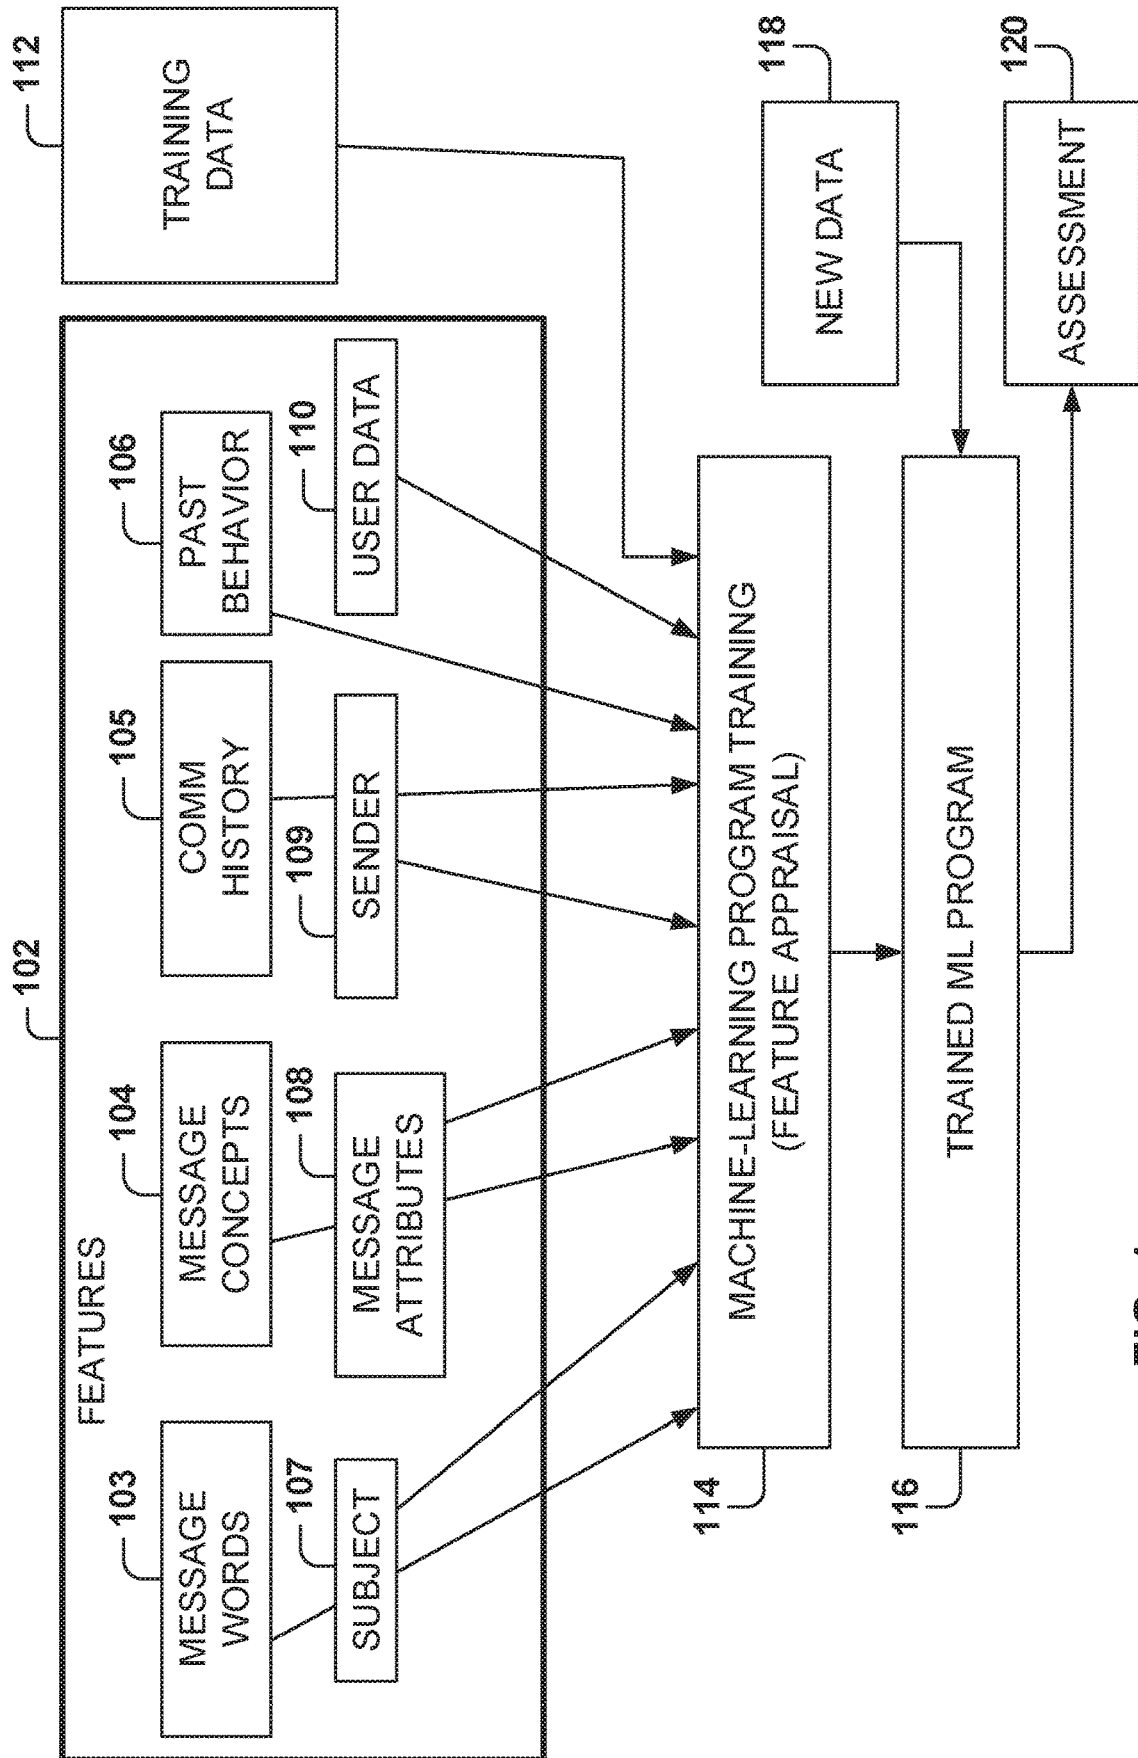 102
112
FEATURES
TRAINING
DATA
103
104
105
106
MESSAGE
WORDS
MESSAGE
CONCEPTS
COMM
HISTORY
PAST
BEHAVIOR
107
108
109
110
SUBJECT
MESSAGE
ATTRIBUTES
SENDER
USER DATA
114
MACHINE-LEARNING PROGRAM TRAINING
(FEATURE APPRAISAL)
118
NEW DATA
116
TRAINED ML PROGRAM
120
ASSESSMENT